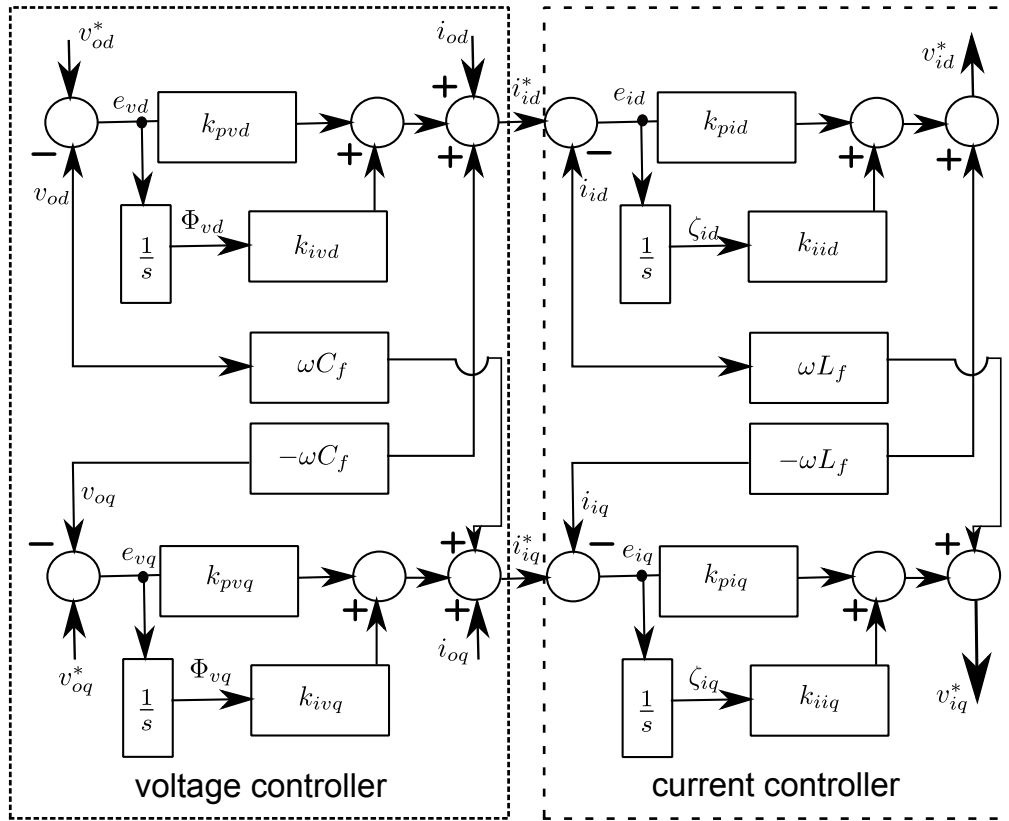 v*od
iod
v*id
evd
kpvd
+
i*id
eid
kpid
−
+
+
−
+
+
vod
1/s
Φvd
kivd
iid
1/s
ζid
kiid
ωCf
ωLf
−ωCf
−ωLf
voq
iiq
−
evq
kpvq
+
i*iq
−
eiq
kpiq
+
+
+
+
v*oq
1/s
Φvq
kivq
ioq
1/s
ζiq
kiiq
v*iq
voltage controller
current controller